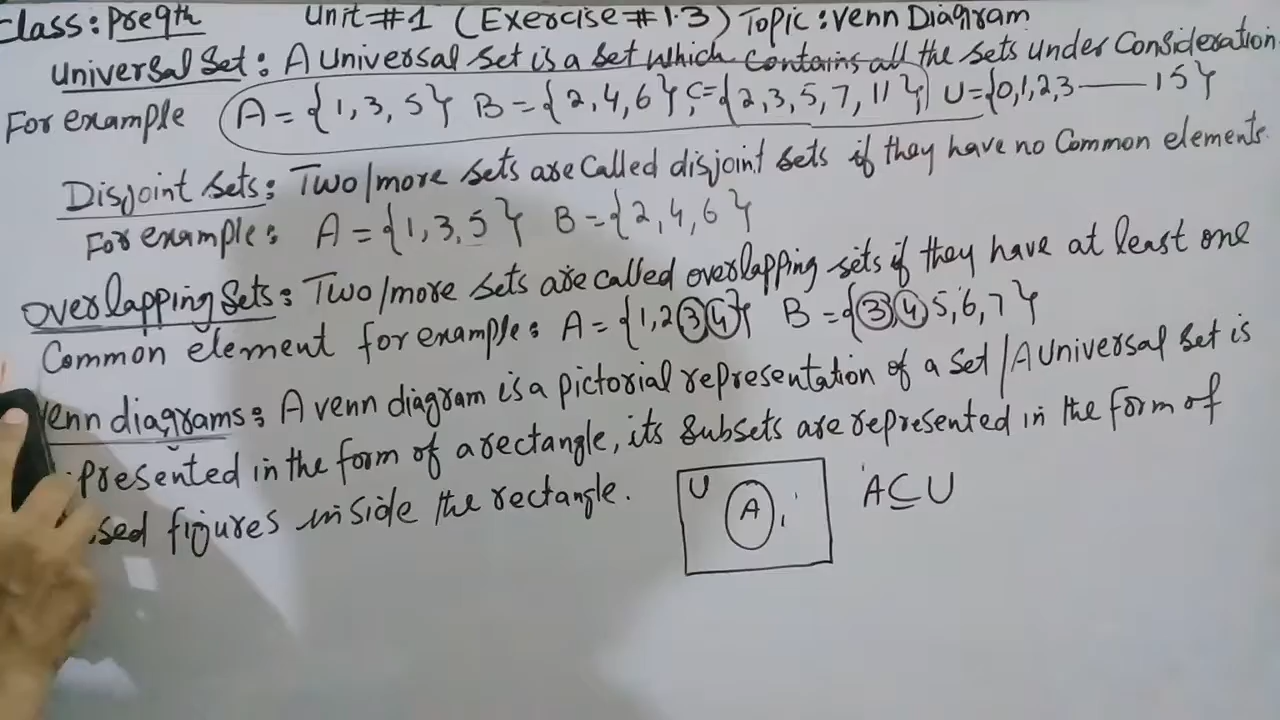 Class: Pre9th Unit #1 (Exercise #1.3) Topic: Venn Diagram
Universal Set: A Universal set is a set which contains all the sets under Consideration.
For example A = {1, 3, 5} B = {2, 4, 6}, C = {2, 3, 5, 7, 11} U = {0, 1, 2, 3 —— 15}
Disjoint sets: Two/more sets are called disjoint sets if they have no Common elements.
For example: A = {1, 3, 5} B = {2, 4, 6}
Overlapping Sets: Two/more sets are called overlapping sets if they have at least one
Common element for example: A = {1, 2, 3, 4} B = {3, 4, 5, 6, 7}
Venn diagrams: A venn diagram is a pictorial representation of a set / A Universal set is
presented in the form of a rectangle, its subsets are represented in the form of
sed figures inside the rectangle.
U A A ⊆ U